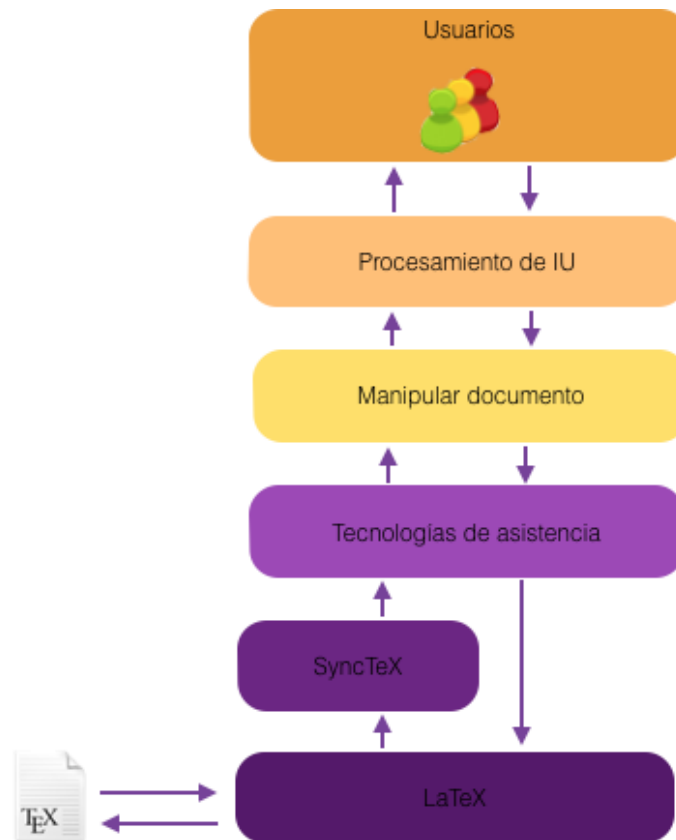 Usuarios
Procesamiento de IU
Manipular documento
Tecnologías de asistencia
SyncTeX
LaTeX
TEX